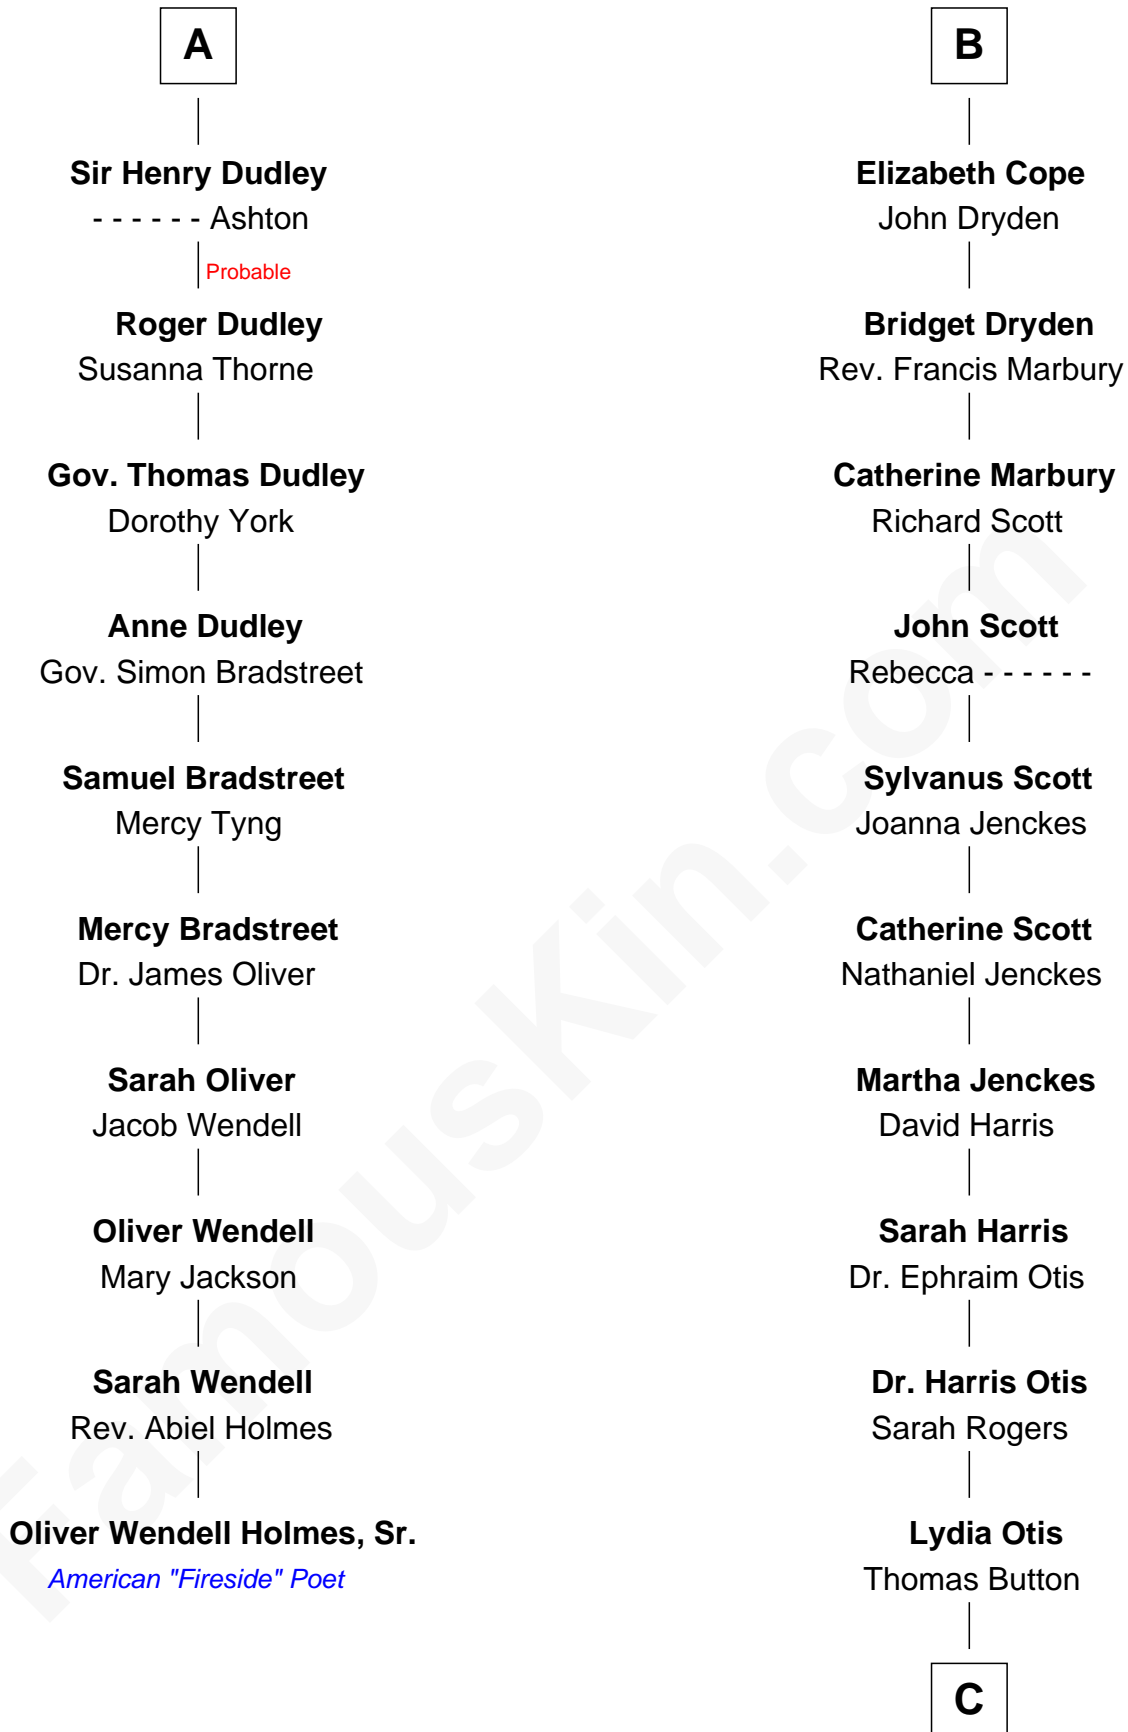 A
Sir Henry Dudley
- - - - - - Ashton
Probable
Roger Dudley
Susanna Thorne
Gov. Thomas Dudley
Dorothy York
Anne Dudley
Gov. Simon Bradstreet
Samuel Bradstreet
Mercy Tyng
Mercy Bradstreet
Dr. James Oliver
Sarah Oliver
Jacob Wendell
Oliver Wendell
Mary Jackson
Sarah Wendell
Rev. Abiel Holmes
Oliver Wendell Holmes, Sr.
American "Fireside" Poet
B
Elizabeth Cope
John Dryden
Bridget Dryden
Rev. Francis Marbury
Catherine Marbury
Richard Scott
John Scott
Rebecca - - - - - -
Sylvanus Scott
Joanna Jenckes
Catherine Scott
Nathaniel Jenckes
Martha Jenckes
David Harris
Sarah Harris
Dr. Ephraim Otis
Dr. Harris Otis
Sarah Rogers
Lydia Otis
Thomas Button
C
FamousKin.com